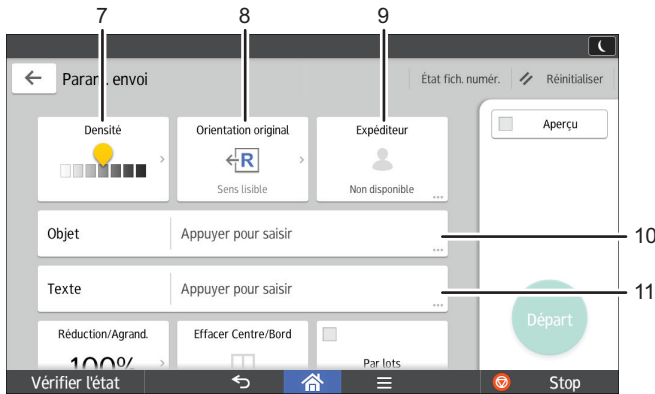 7 8 9
Param. envoi État fich. numér. Réinitialiser
Densité Orientation original Expéditeur Aperçu
R
Sens lisible Non disponible
Objet Appuyer pour saisir 10
Texte Appuyer pour saisir 11
Départ
Réduction/Agrand. Effacer Centre/Bord
100% Par lots
Vérifier l'état Stop